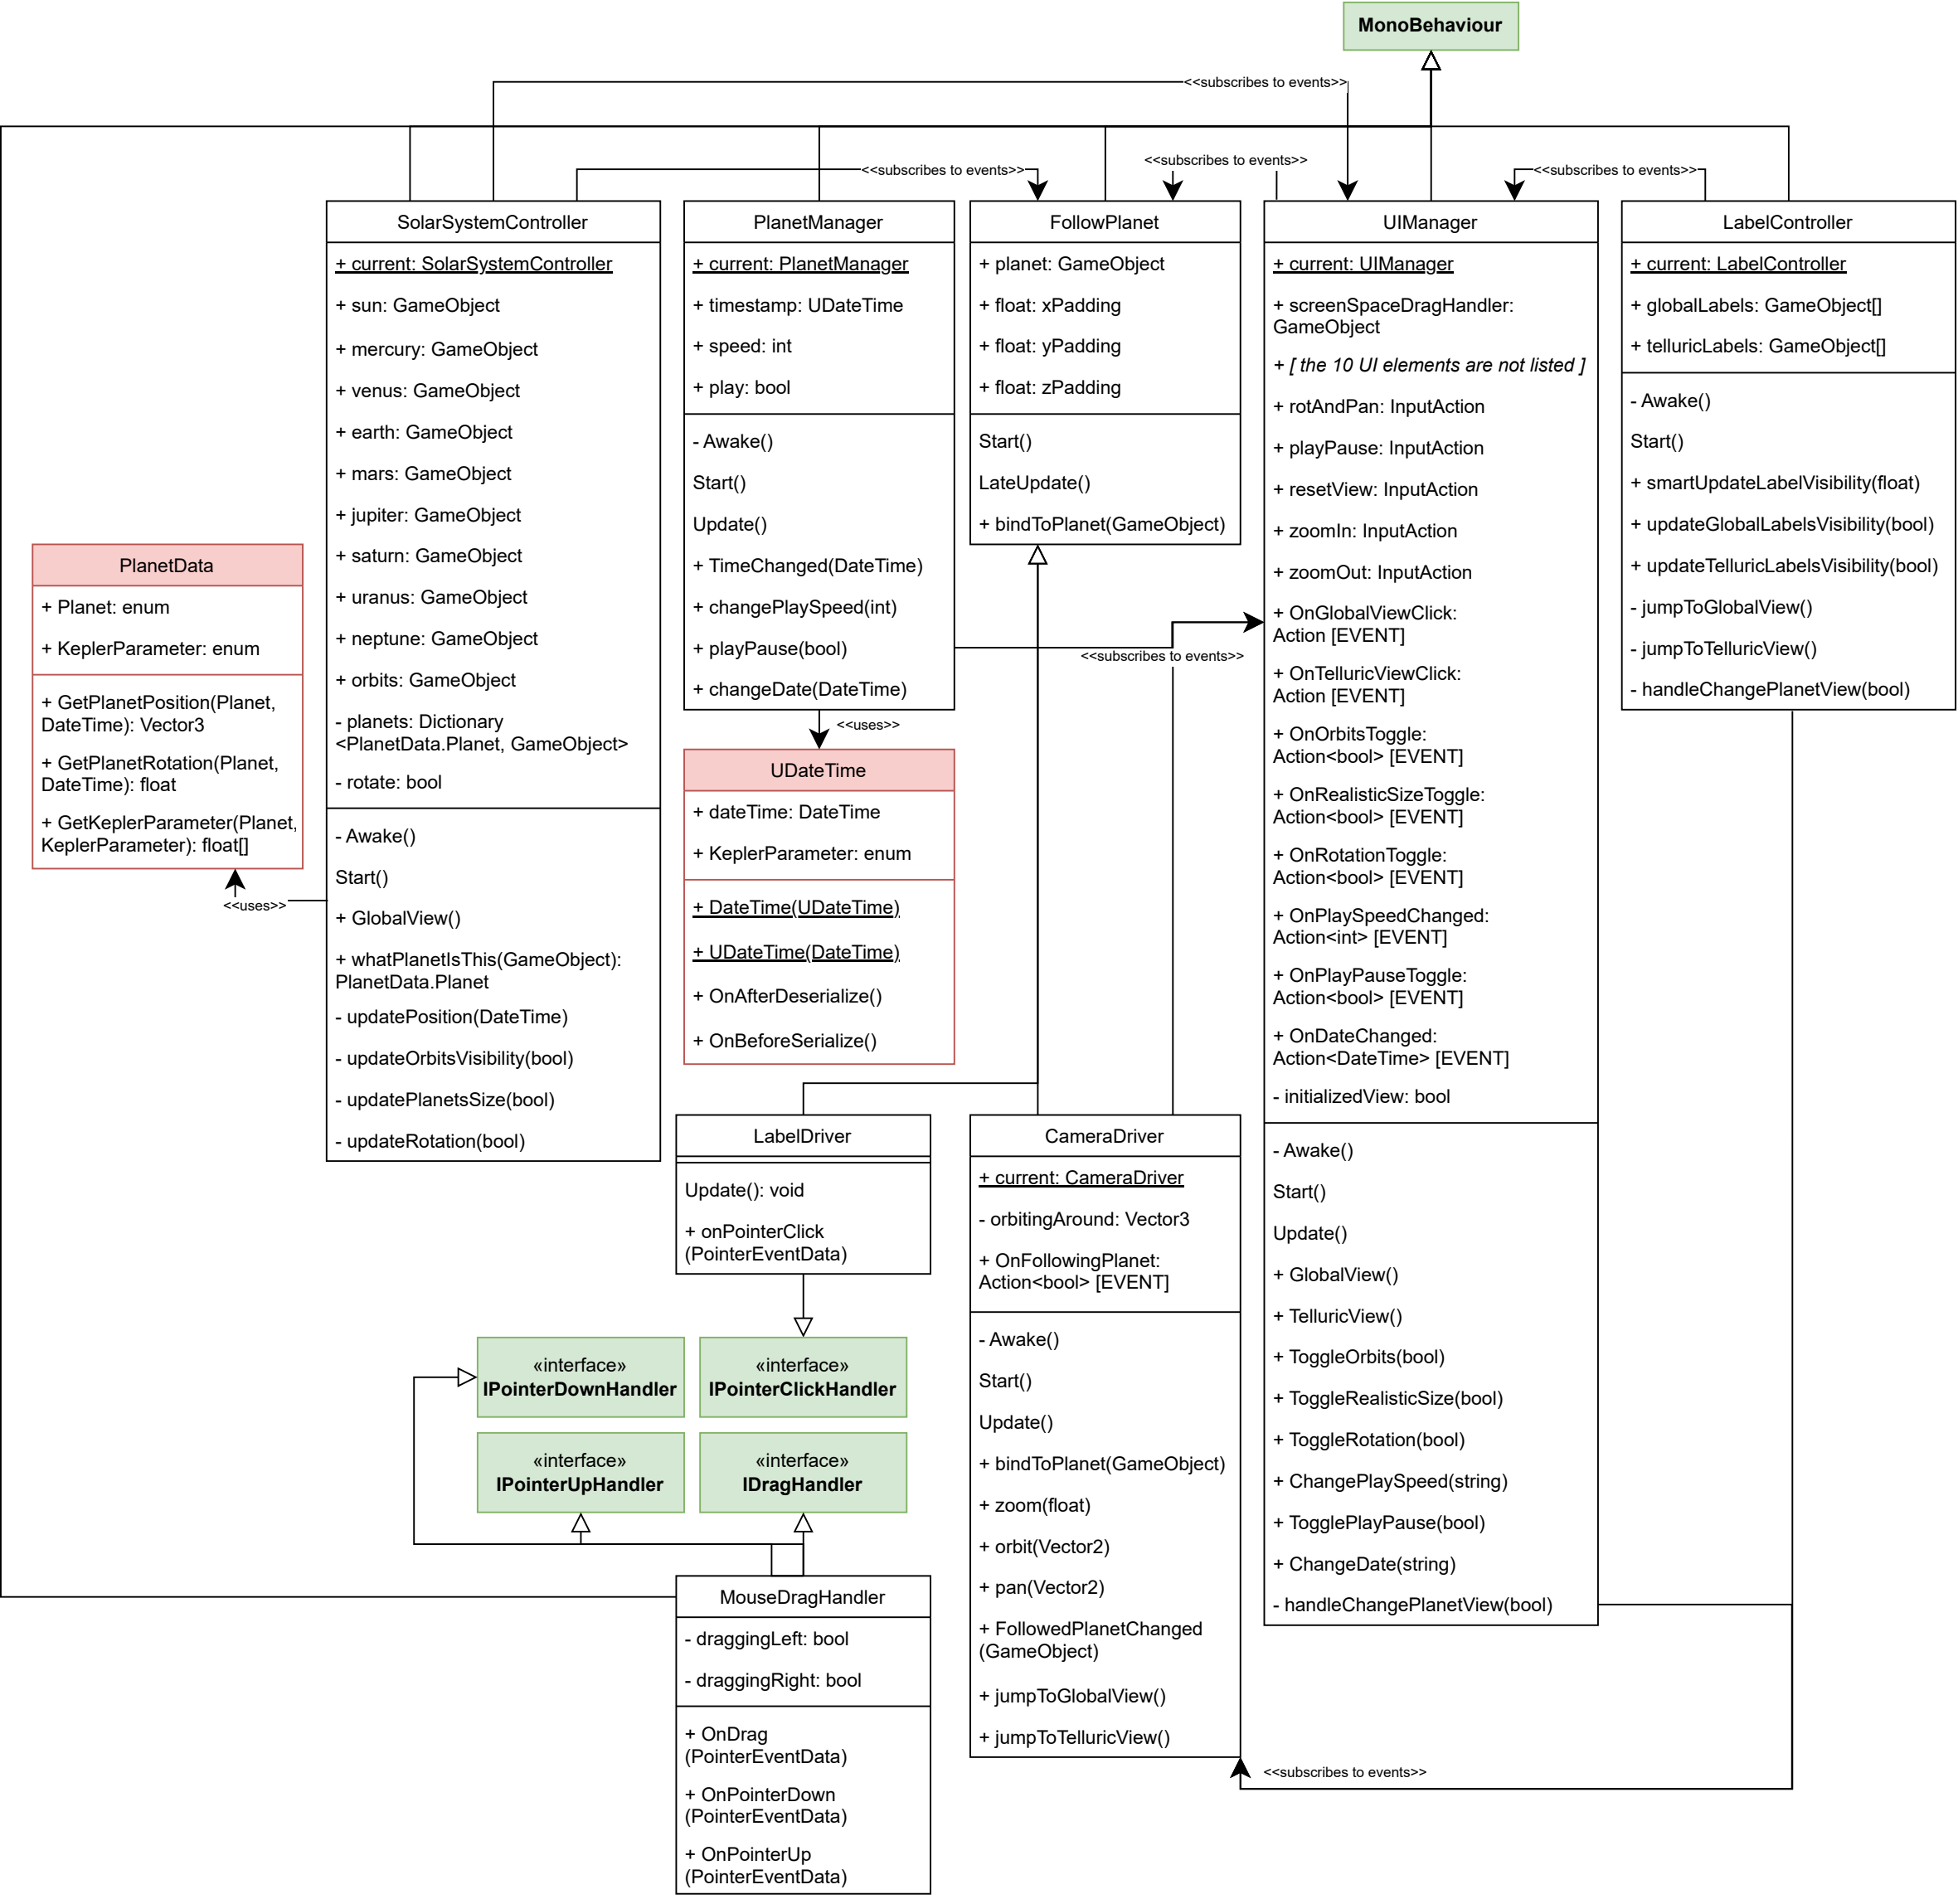 MonoBehaviour
<<subscribes to events>>
<<subscribes to events>>
<<subscribes to events>>
<<subscribes to events>>
SolarSystemController
+ current: SolarSystemController
+ sun: GameObject
+ mercury: GameObject
+ venus: GameObject
+ earth: GameObject
+ mars: GameObject
+ jupiter: GameObject
+ saturn: GameObject
+ uranus: GameObject
+ neptune: GameObject
+ orbits: GameObject
- planets: Dictionary
<PlanetData.Planet, GameObject>
- rotate: bool
- Awake()
Start()
+ GlobalView()
+ whatPlanetIsThis(GameObject):
PlanetData.Planet
- updatePosition(DateTime)
- updateOrbitsVisibility(bool)
- updatePlanetsSize(bool)
- updateRotation(bool)
PlanetManager
+ current: PlanetManager
+ timestamp: UDateTime
+ speed: int
+ play: bool
- Awake()
Start()
Update()
+ TimeChanged(DateTime)
+ changePlaySpeed(int)
+ playPause(bool)
+ changeDate(DateTime)
FollowPlanet
+ planet: GameObject
+ float: xPadding
+ float: yPadding
+ float: zPadding
Start()
LateUpdate()
+ bindToPlanet(GameObject)
UIManager
+ current: UIManager
+ screenSpaceDragHandler:
GameObject
+ [ the 10 UI elements are not listed ]
+ rotAndPan: InputAction
+ playPause: InputAction
+ resetView: InputAction
+ zoomIn: InputAction
+ zoomOut: InputAction
+ OnGlobalViewClick:
Action [EVENT]
+ OnTelluricViewClick:
Action [EVENT]
+ OnOrbitsToggle:
Action<bool> [EVENT]
+ OnRealisticSizeToggle:
Action<bool> [EVENT]
+ OnRotationToggle:
Action<bool> [EVENT]
+ OnPlaySpeedChanged:
Action<int> [EVENT]
+ OnPlayPauseToggle:
Action<bool> [EVENT]
+ OnDateChanged:
Action<DateTime> [EVENT]
- initializedView: bool
- Awake()
Start()
Update()
+ GlobalView()
+ TelluricView()
+ ToggleOrbits(bool)
+ ToggleRealisticSize(bool)
+ ToggleRotation(bool)
+ ChangePlaySpeed(string)
+ TogglePlayPause(bool)
+ ChangeDate(string)
- handleChangePlanetView(bool)
LabelController
+ current: LabelController
+ globalLabels: GameObject[]
+ telluricLabels: GameObject[]
- Awake()
Start()
+ smartUpdateLabelVisibility(float)
+ updateGlobalLabelsVisibility(bool)
+ updateTelluricLabelsVisibility(bool)
- jumpToGlobalView()
- jumpToTelluricView()
- handleChangePlanetView(bool)
PlanetData
+ Planet: enum
+ KeplerParameter: enum
+ GetPlanetPosition(Planet,
DateTime): Vector3
+ GetPlanetRotation(Planet,
DateTime): float
+ GetKeplerParameter(Planet,
KeplerParameter): float[]
<<uses>>
<<uses>>
<<subscribes to events>>
UDateTime
+ dateTime: DateTime
+ KeplerParameter: enum
+ DateTime(UDateTime)
+ UDateTime(DateTime)
+ OnAfterDeserialize()
+ OnBeforeSerialize()
LabelDriver
Update(): void
+ onPointerClick
(PointerEventData)
CameraDriver
+ current: CameraDriver
- orbitingAround: Vector3
+ OnFollowingPlanet:
Action<bool> [EVENT]
- Awake()
Start()
Update()
+ bindToPlanet(GameObject)
+ zoom(float)
+ orbit(Vector2)
+ pan(Vector2)
+ FollowedPlanetChanged
(GameObject)
+ jumpToGlobalView()
+ jumpToTelluricView()
<<subscribes to events>>
«interface»
IPointerDownHandler
«interface»
IPointerClickHandler
«interface»
IPointerUpHandler
«interface»
IDragHandler
MouseDragHandler
- draggingLeft: bool
- draggingRight: bool
+ OnDrag
(PointerEventData)
+ OnPointerDown
(PointerEventData)
+ OnPointerUp
(PointerEventData)